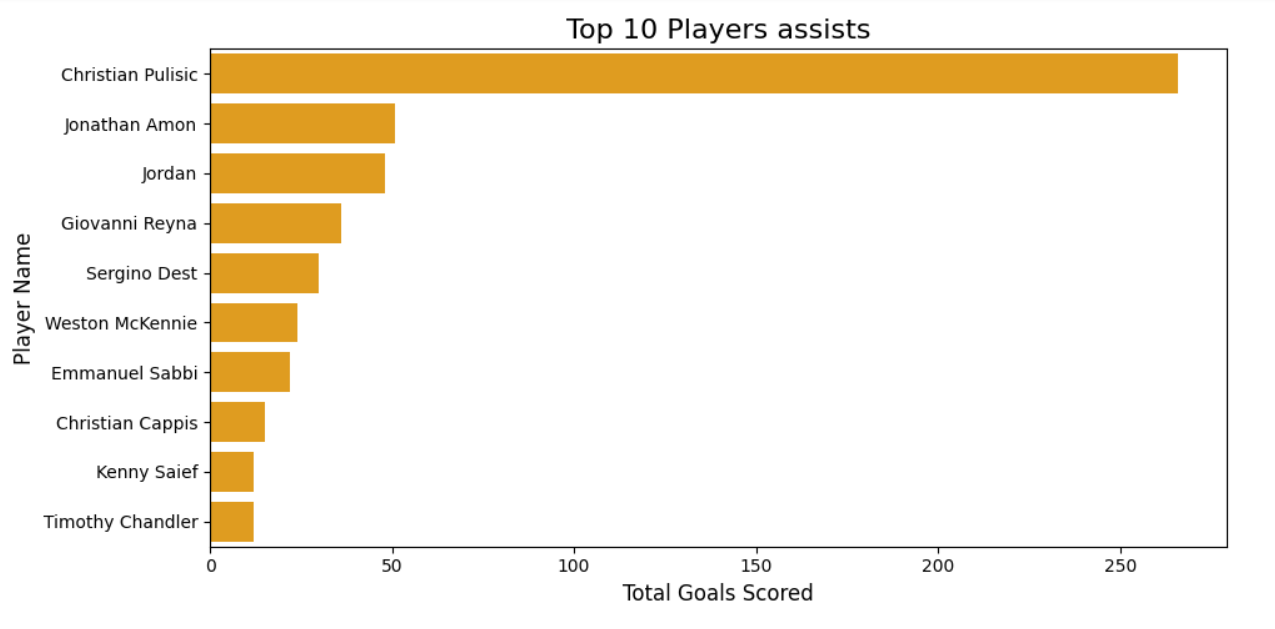 Top 10 Players assists
Player Name
Christian Pulisic
Jonathan Amon
Jordan
Giovanni Reyna
Sergino Dest
Weston McKennie
Emmanuel Sabbi
Christian Cappis
Kenny Saief
Timothy Chandler
0 50 100 150 200 250
Total Goals Scored